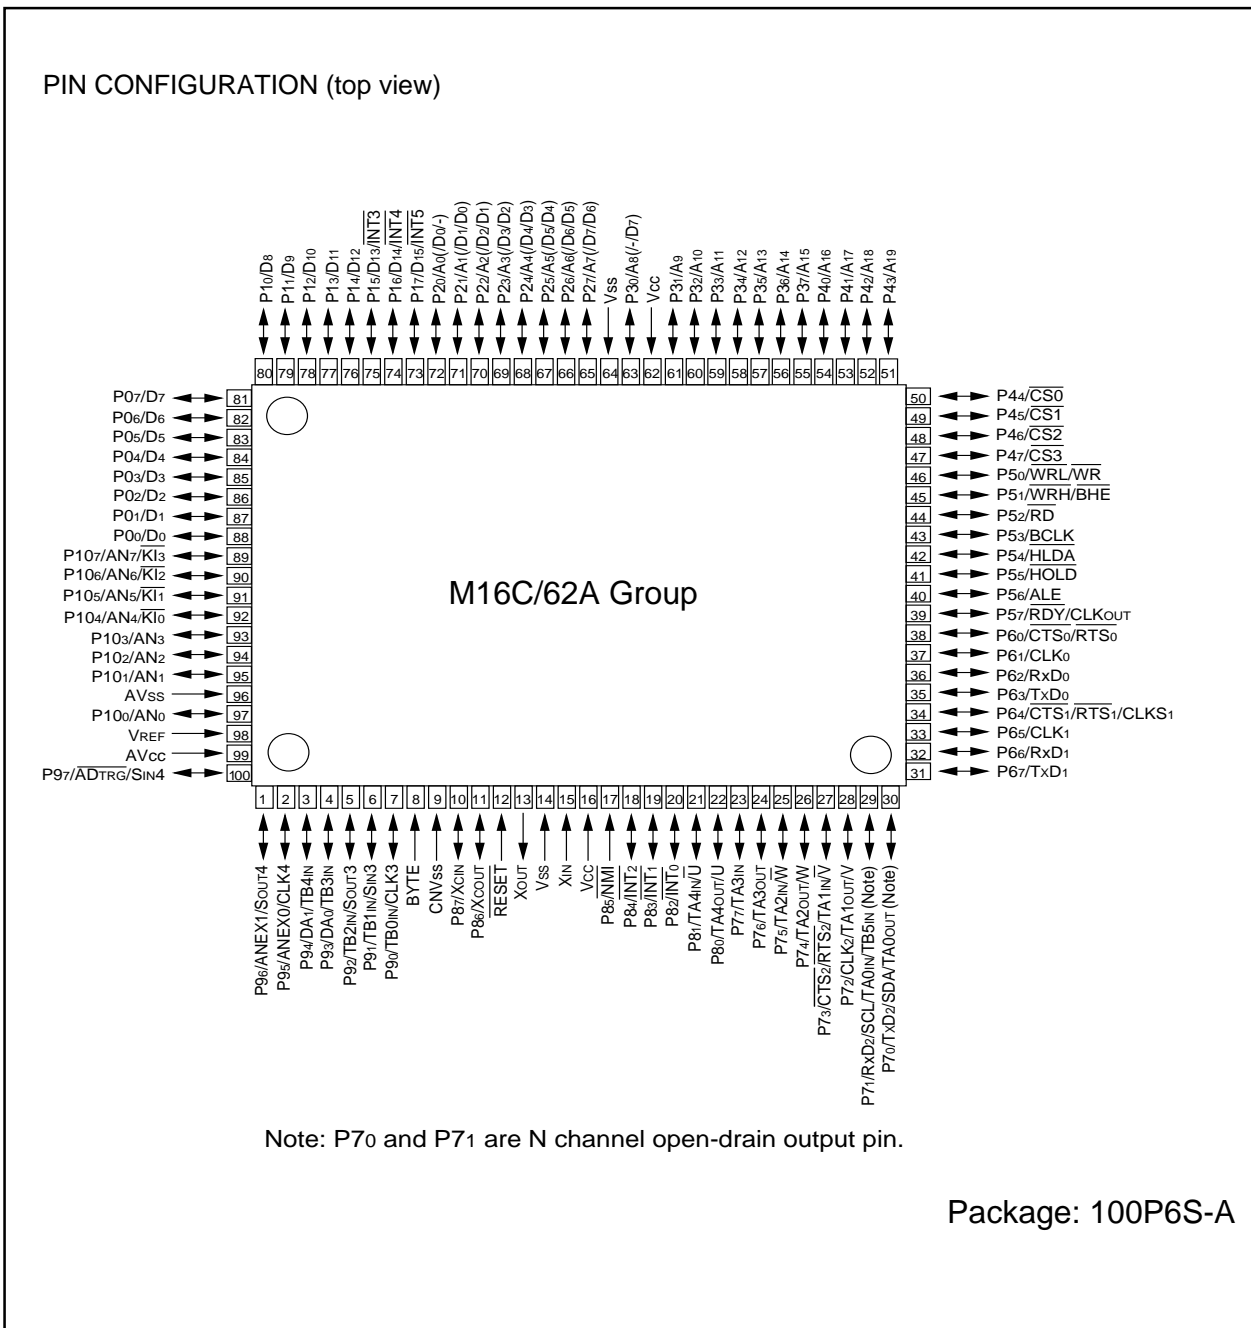 PIN CONFIGURATION (top view)
P10/D8
P11/D9
P12/D10
P13/D11
P14/D12
P15/D13/INT3
P16/D14/INT4
P17/D15/INT5
P20/A0(/D0/-)
P21/A1(/D1/D0)
P22/A2(/D2/D1)
P23/A3(/D3/D2)
P24/A4(/D4/D3)
P25/A5(/D5/D4)
P26/A6(/D6/D5)
P27/A7(/D7/D6)
Vss
P30/A8(/-/D7)
Vcc
P31/A9
P32/A10
P33/A11
P34/A12
P35/A13
P36/A14
P37/A15
P40/A16
P41/A17
P42/A18
P43/A19
80 79 78 77 76 75 74 73 72 71 70 69 68 67 66 65 64 63 62 61 60 59 58 57 56 55 54 53 52 51
P07/D7 81
P06/D6 82
P05/D5 83
P04/D4 84
P03/D3 85
P02/D2 86
P01/D1 87
P00/D0 88
P107/AN7/KI3 89
P106/AN6/KI2 90
P105/AN5/KI1 91
P104/AN4/KI0 92
P103/AN3 93
P102/AN2 94
P101/AN1 95
AVSS 96
P100/AN0 97
VREF 98
AVcc 99
P97/ADTRG/SIN4 100
M16C/62A Group
50 P44/CS0
49 P45/CS1
48 P46/CS2
47 P47/CS3
46 P50/WRL/WR
45 P51/WRH/BHE
44 P52/RD
43 P53/BCLK
42 P54/HLDA
41 P55/HOLD
40 P56/ALE
39 P57/RDY/CLKOUT
38 P60/CTS0/RTS0
37 P61/CLK0
36 P62/RxD0
35 P63/TXD0
34 P64/CTS1/RTS1/CLKS1
33 P65/CLK1
32 P66/RxD1
31 P67/TXD1
1 2 3 4 5 6 7 8 9 10 11 12 13 14 15 16 17 18 19 20 21 22 23 24 25 26 27 28 29 30
P96/ANEX1/SOUT4
P95/ANEX0/CLK4
P94/DA1/TB4IN
P93/DA0/TB3IN
P92/TB2IN/SOUT3
P91/TB1IN/SIN3
P90/TB0IN/CLK3
BYTE
CNVss
P87/XCIN
P86/XCOUT
RESET
XOUT
Vss
XIN
Vcc
P85/NMI
P84/INT2
P83/INT1
P82/INT0
P81/TA4IN/U
P80/TA4OUT/U
P77/TA3IN
P76/TA3OUT
P75/TA2IN/W
P74/TA2OUT/W
P73/CTS2/RTS2/TA1IN/V
P72/CLK2/TA1OUT/V
P71/RxD2/SCL/TA0IN/TB5IN (Note)
P70/TXD2/SDA/TA0OUT (Note)
Note: P70 and P71 are N channel open-drain output pin.
Package: 100P6S-A